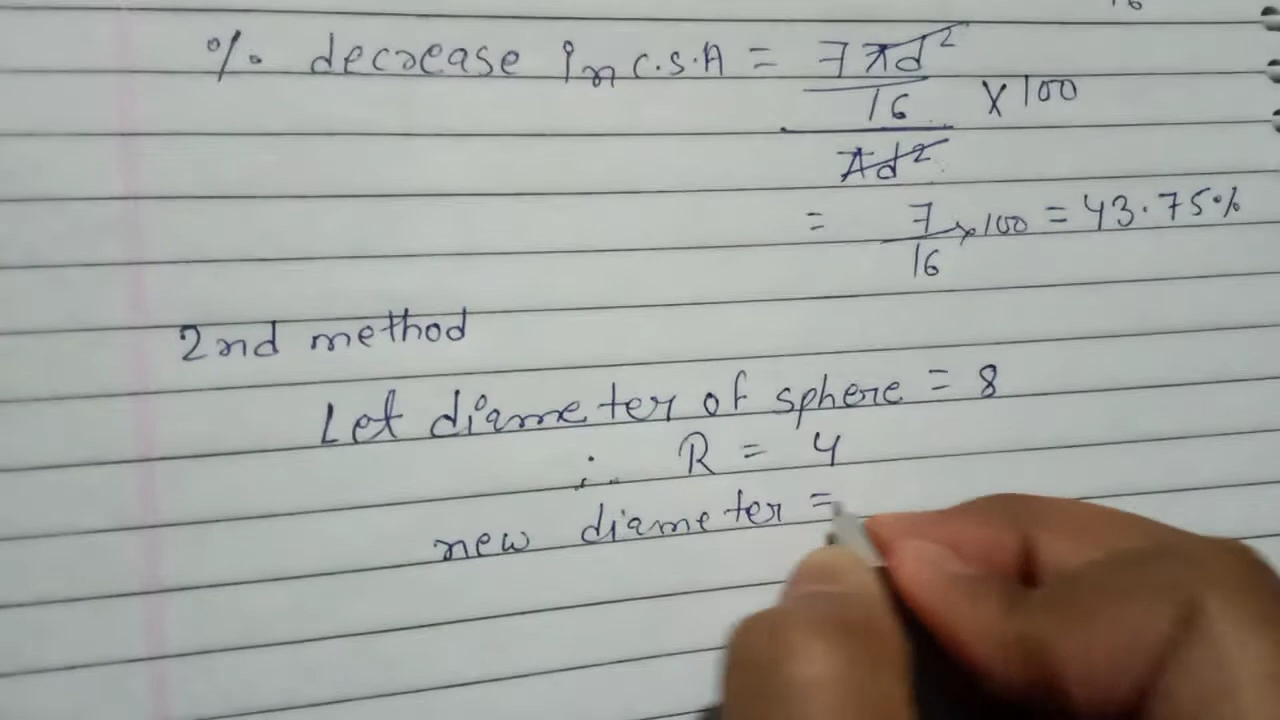 16
% decrease in C.S.A = 7πd²
16 × 100
πd²
= 7/16 × 100 = 43.75%
2nd method
Let diameter of sphere = 8
∴ R = 4
new diameter =